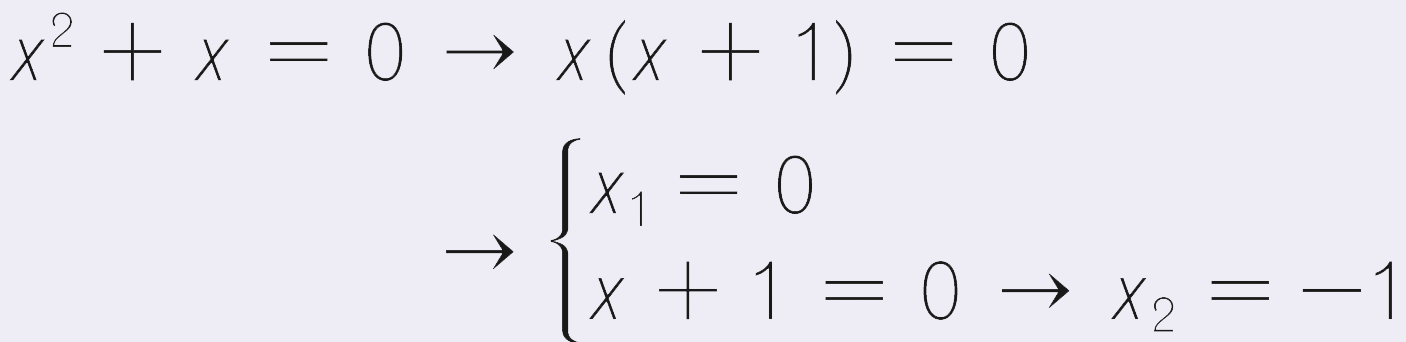 x² + x = 0 → x(x + 1) = 0
→ { x₁ = 0
x + 1 = 0 → x₂ = −1